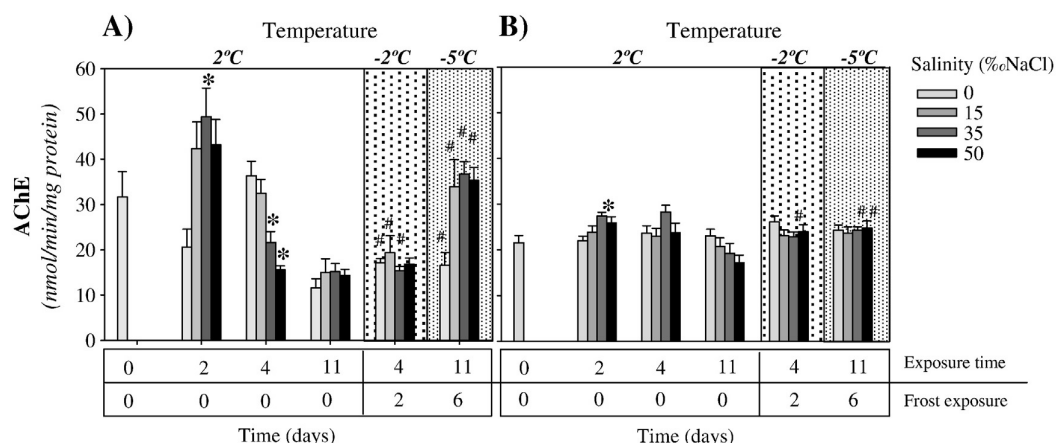 A)
Temperature
2ºC
-2ºC
-5ºC
B)
Temperature
2ºC
-2ºC
-5ºC
Salinity (‰NaCl)
0
15
35
50
AChE
(nmol/min/mg protein)
60
50
40
30
20
10
0
*
*
*
# # #
# # # #
*
#
# #
0 2 4 11 4 11
0 2 4 11 4 11
Exposure time
0 0 0 0 2 6
0 0 0 0 2 6
Frost exposure
Time (days)
Time (days)